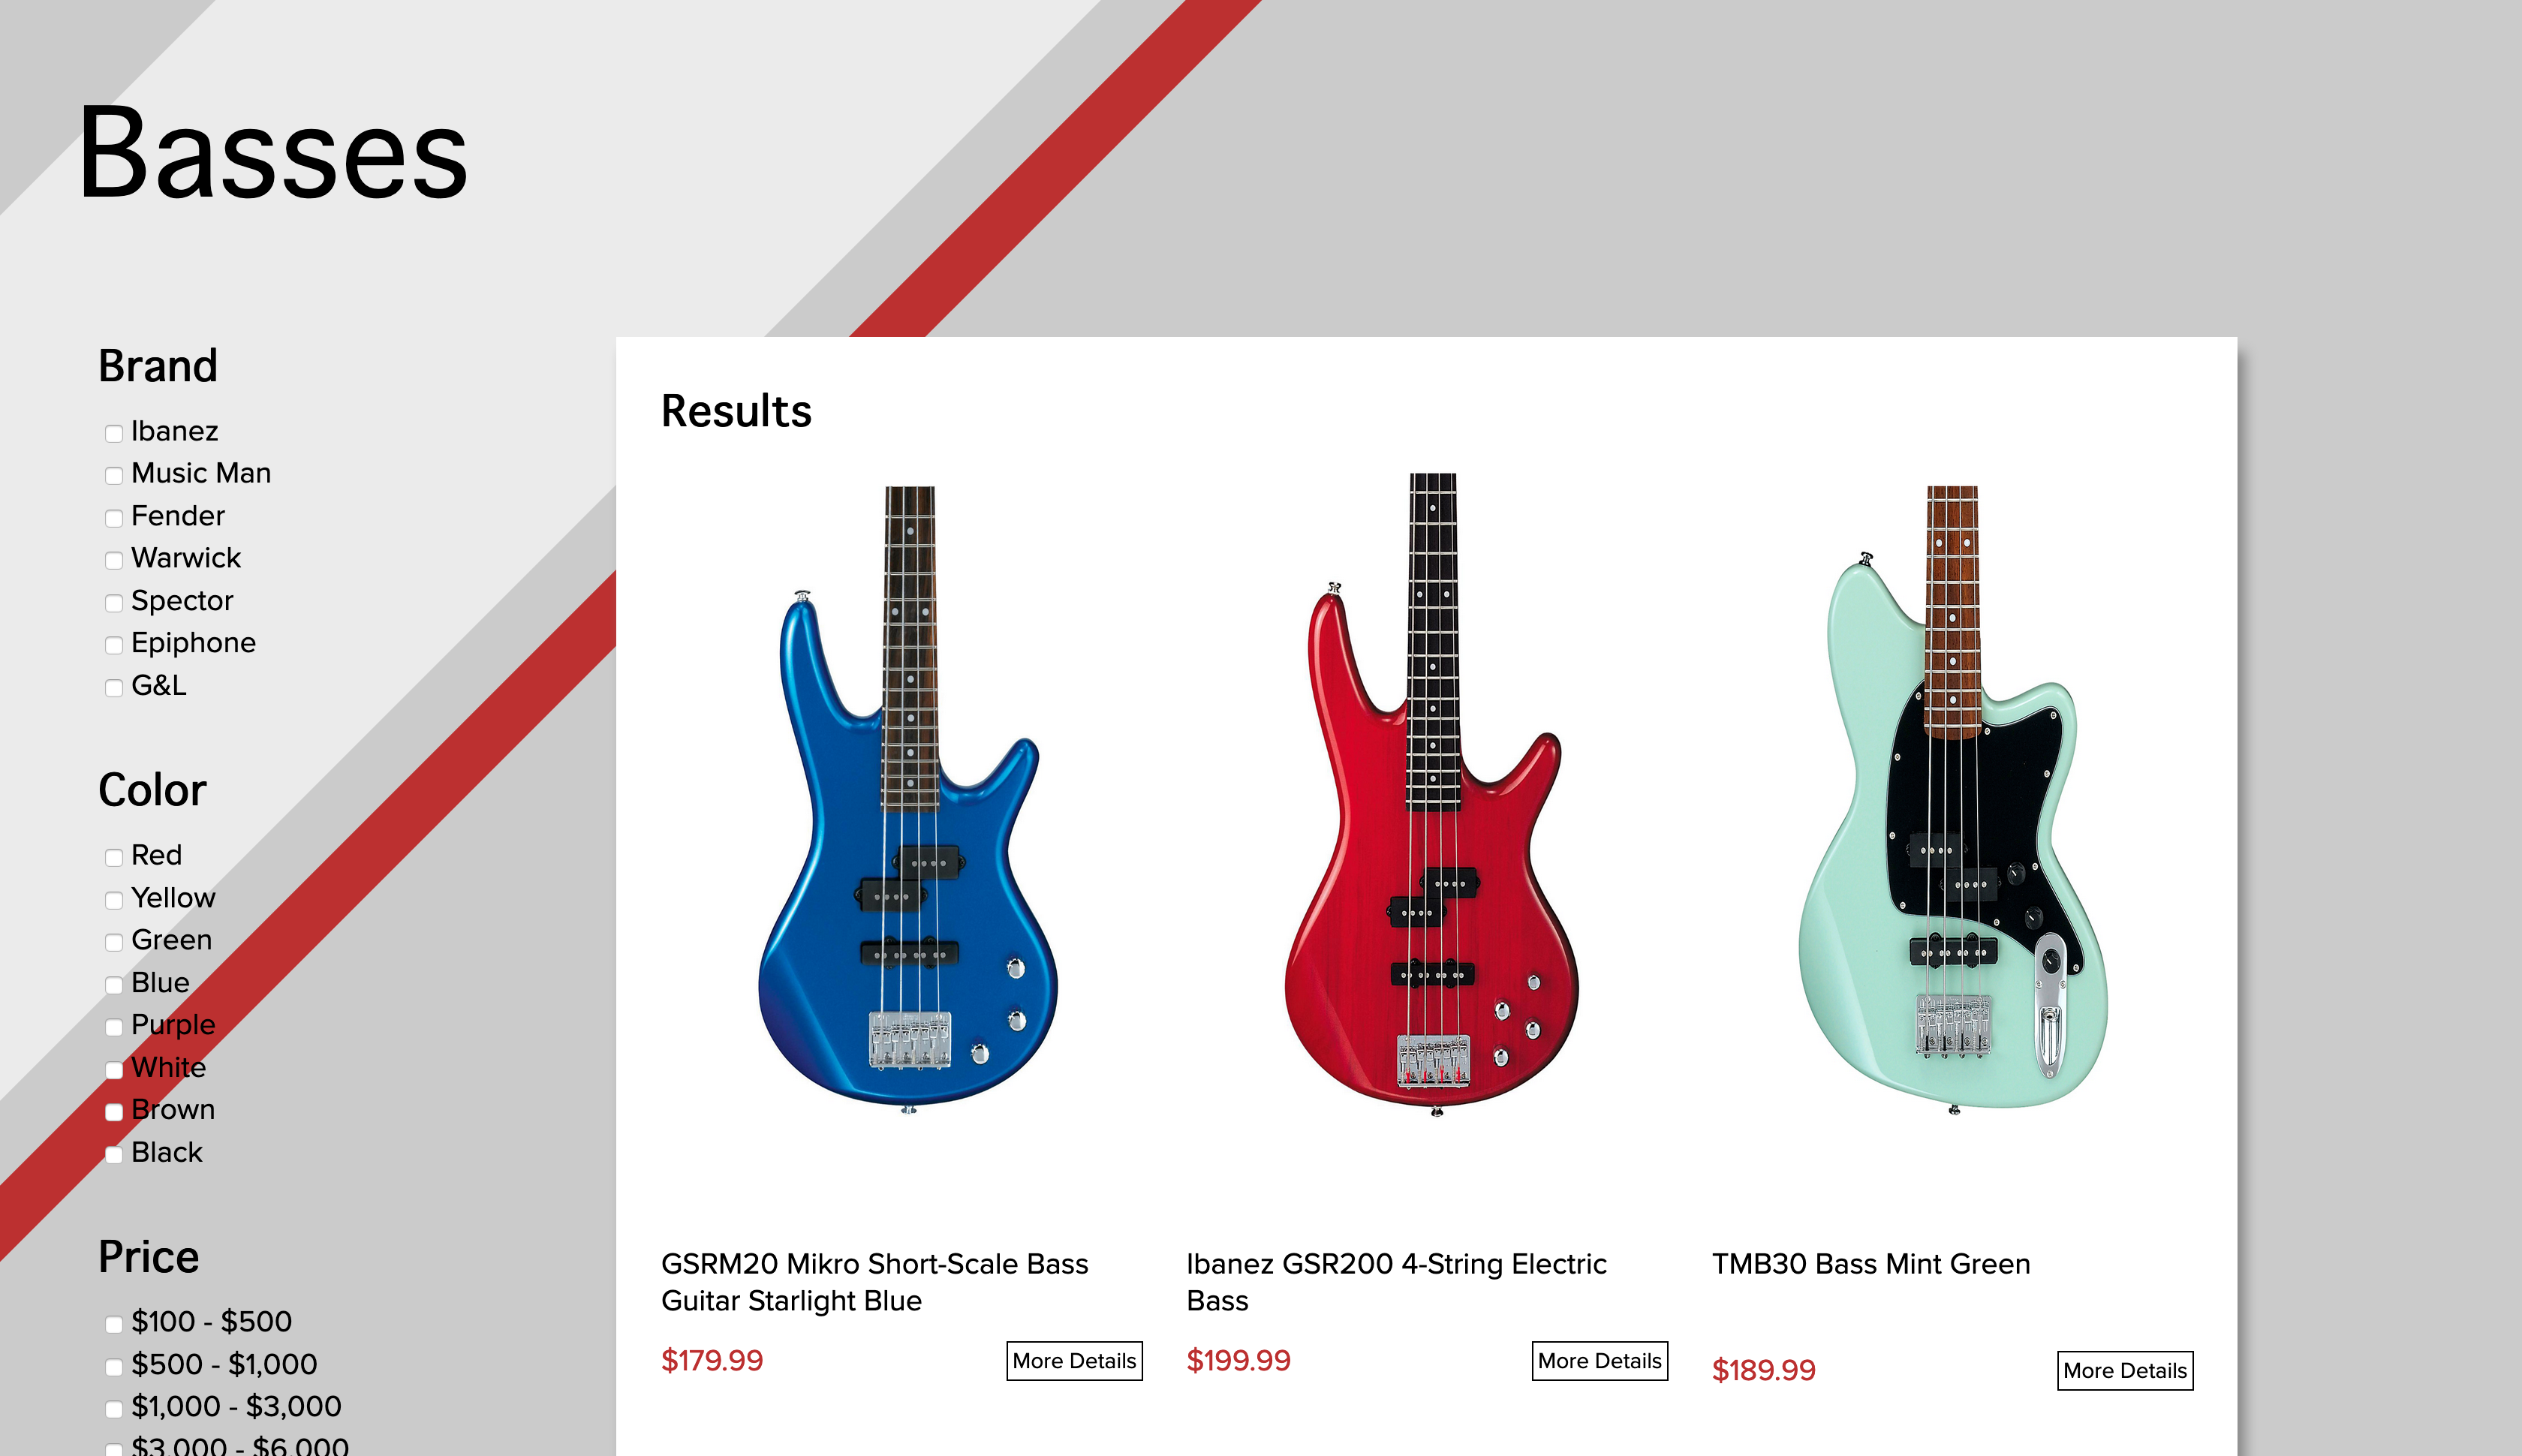 Basses
Brand
Ibanez
Music Man
Fender
Warwick
Spector
Epiphone
G&L
Color
Red
Yellow
Green
Blue
Purple
White
Brown
Black
Price
$100 - $500
$500 - $1,000
$1,000 - $3,000
$3,000 - $6,000
Results
GSRM20 Mikro Short-Scale Bass
Guitar Starlight Blue
$179.99
More Details
Ibanez GSR200 4-String Electric
Bass
$199.99
More Details
TMB30 Bass Mint Green
$189.99
More Details